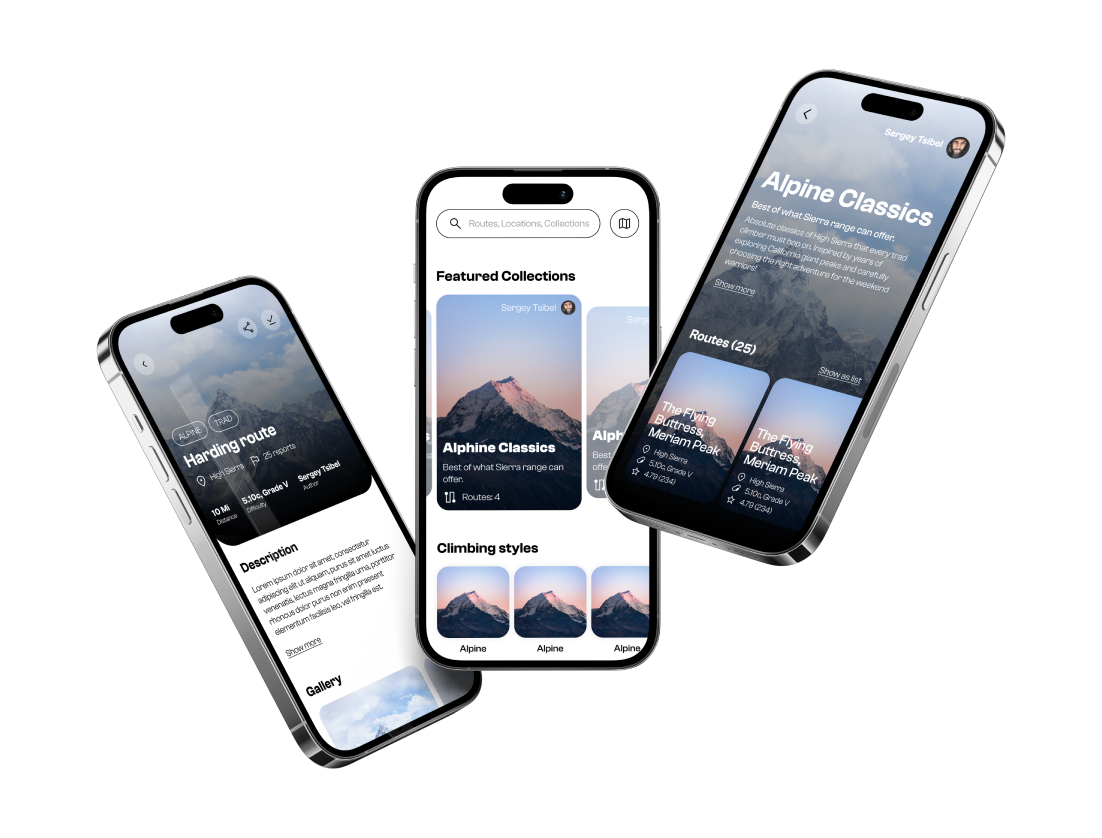 ALPINE
TRAD
Harding route
High Sierra
25 reports
10 Mi
Distance
5.10c, Grade V
Difficulty
Sergey Tsibel
Author
Description
Lorem ipsum dolor sit amet, consectetur
adipiscing elit ut aliquam, purus sit amet luctus
venenatis, lectus magna fringilla urna, porttitor
rhoncus dolor purus non enim praesent
elementum facilisis leo, vel fringilla est.
Show more
Gallery
Routes, Locations, Collections
Featured Collections
Sergey Tsibel
Serg
s
Alphine Classics
Best of what Sierra range can
offer.
Routes: 4
Alph
Best
offe
Climbing styles
Alpine
Alpine
Alpine
Sergey Tsibel
Alpine Classics
Best of what Sierra range can offer.
Absolute classics of High Sierra that every trad
climber must hop on. Inspired by years of
exploring California giant peaks and carefully
choosing the right adventure for the weekend
warriors!
Show more
Routes (25)
Show as list
The Flying
Buttress,
Meriam Peak
High Sierra
5.10c, Grade V
4.79 (234)
The Flying
Buttress,
Meriam Peak
High Sierra
5.10c, Grade V
4.79 (234)